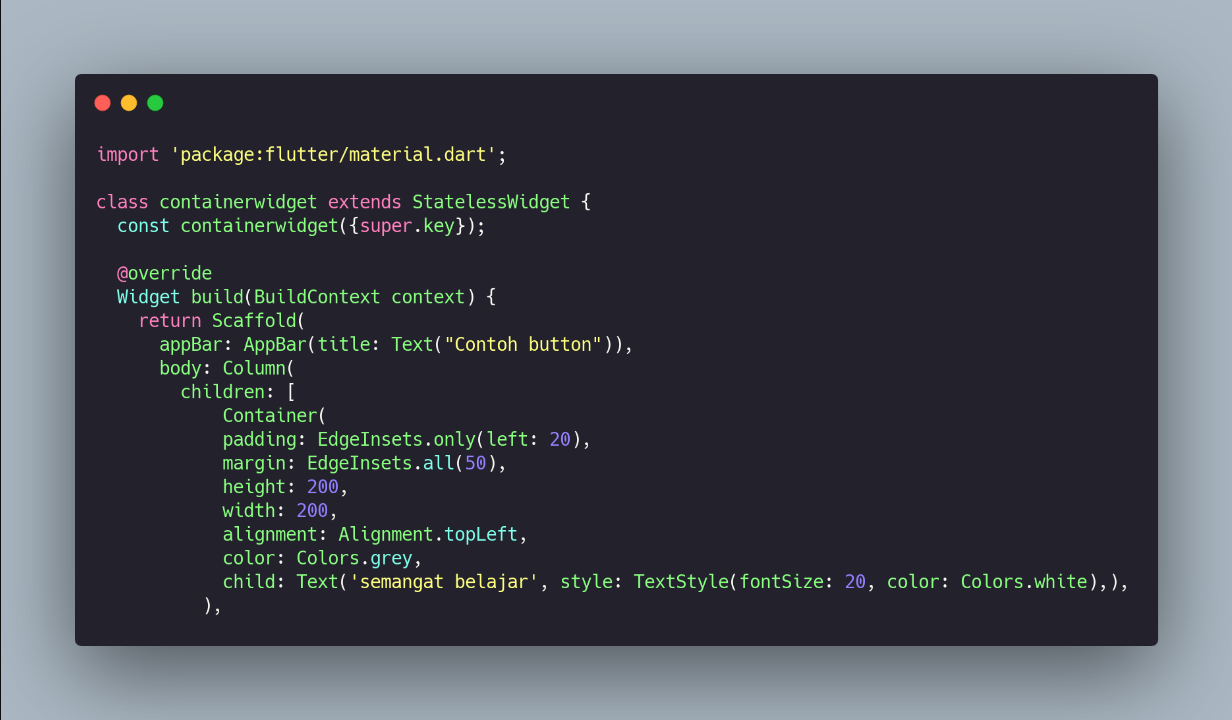 import 'package:flutter/material.dart';
class containerwidget extends StatelessWidget {
  const containerwidget({super.key});
  @override
  Widget build(BuildContext context) {
    return Scaffold(
      appBar: AppBar(title: Text("Contoh button")),
      body: Column(
        children: [
            Container(
            padding: EdgeInsets.only(left: 20),
            margin: EdgeInsets.all(50),
            height: 200,
            width: 200,
            alignment: Alignment.topLeft,
            color: Colors.grey,
            child: Text('semangat belajar', style: TextStyle(fontSize: 20, color: Colors.white),),
          ),